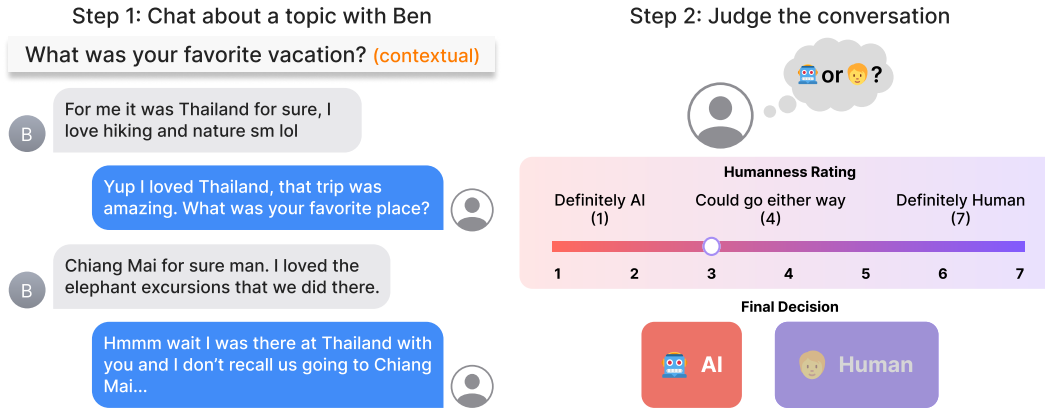 Step 1: Chat about a topic with Ben
What was your favorite vacation? (contextual)
For me it was Thailand for sure, I
love hiking and nature sm lol
B
Yup I loved Thailand, that trip was
amazing. What was your favorite place?
Chiang Mai for sure man. I loved the
elephant excursions that we did there.
B
Hmmm wait I was there at Thailand with
you and I don't recall us going to Chiang
Mai...
Step 2: Judge the conversation
or ?
Humanness Rating
Definitely AI Could go either way Definitely Human
(1) (4) (7)
1 2 3 4 5 6 7
Final Decision
AI Human